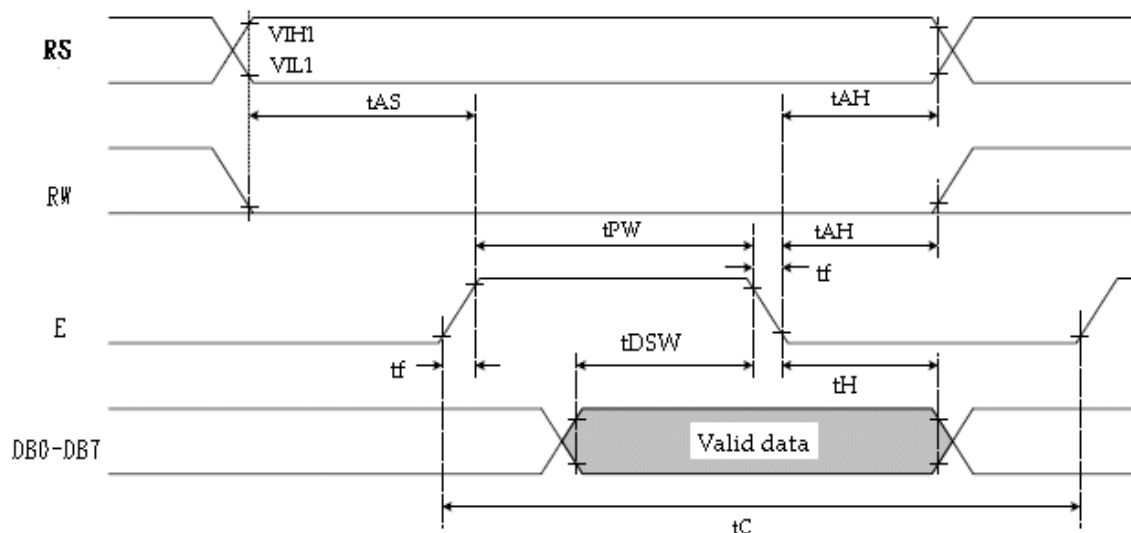 RS
VIH1
VIL1
tAS
tAH
RW
tPW
tAH
tf
E
tDSW
tf
tH
DB0-DB7
Valid data
tC